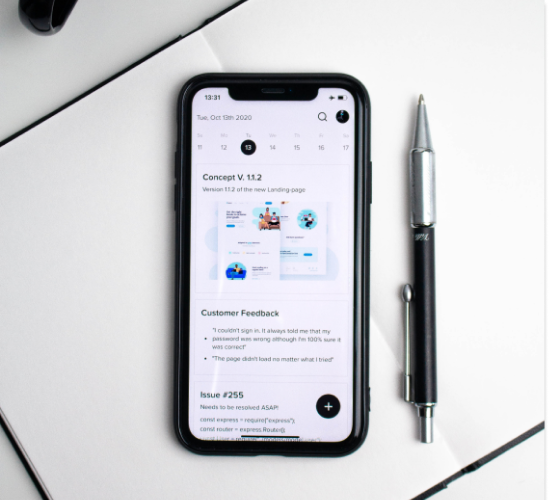 13:31
Tue, Oct 13th 2020
Su Mo Tu We Th Fr Sa
11 12 13 14 15 16 17
Concept V. 1.1.2
Version 1.1.2 of the new Landing-page
Customer Feedback
"I couldn't sign in. It always told me that my
• password was wrong although I'm 100% sure it
was correct"
• "The page didn't load no matter what I tried"
Issue #255
Needs to be resolved ASAP!
const express = require("express");
const router = express.Router();